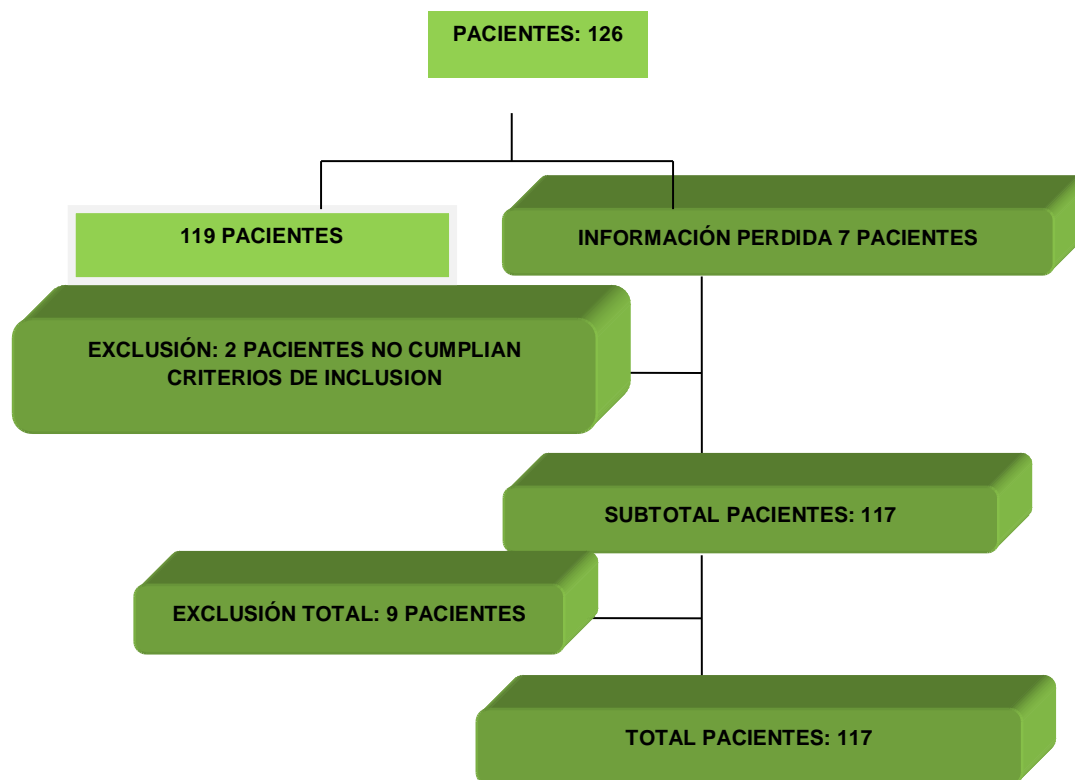 PACIENTES: 126
119 PACIENTES
INFORMACIÓN PERDIDA 7 PACIENTES
EXCLUSIÓN: 2 PACIENTES NO CUMPLIAN
CRITERIOS DE INCLUSION
SUBTOTAL PACIENTES: 117
EXCLUSIÓN TOTAL: 9 PACIENTES
TOTAL PACIENTES: 117